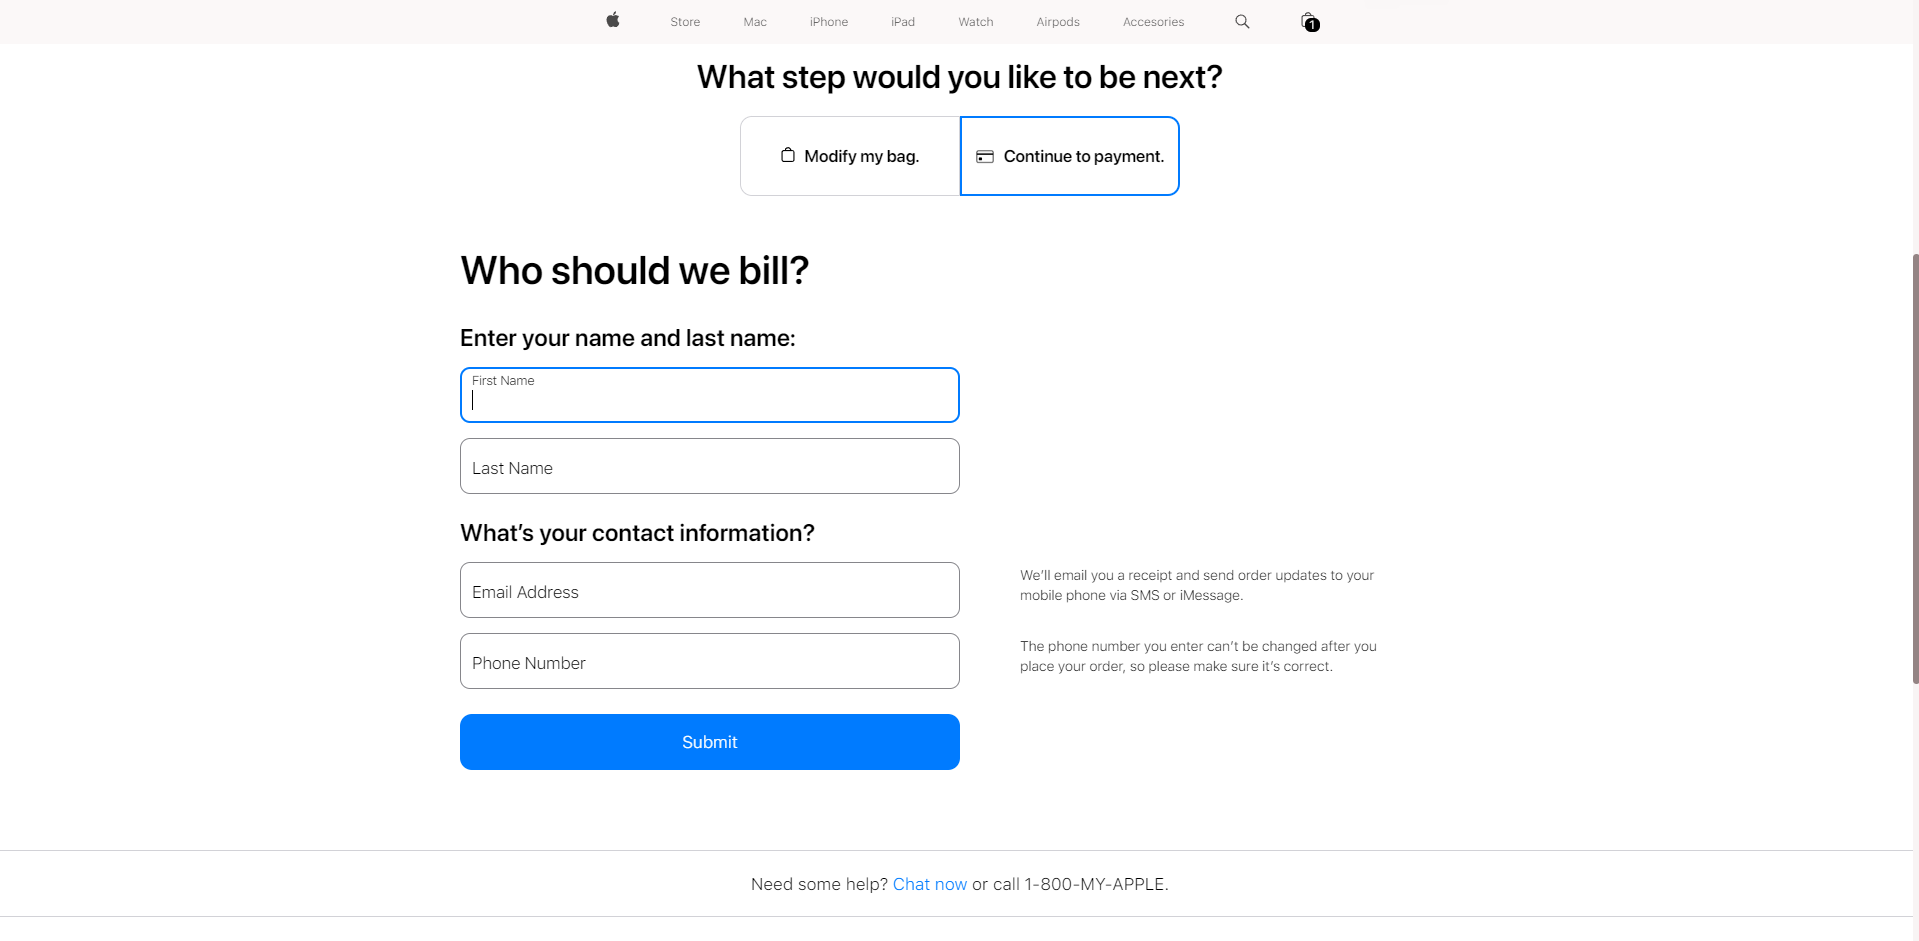 Store Mac iPhone iPad Watch Airpods Accesories 1
What step would you like to be next?
Modify my bag. Continue to payment.
Who should we bill?
Enter your name and last name:
First Name
Last Name
What's your contact information?
Email Address
We'll email you a receipt and send order updates to your
mobile phone via SMS or iMessage.
Phone Number
The phone number you enter can't be changed after you
place your order, so please make sure it's correct.
Submit
Need some help? Chat now or call 1-800-MY-APPLE.